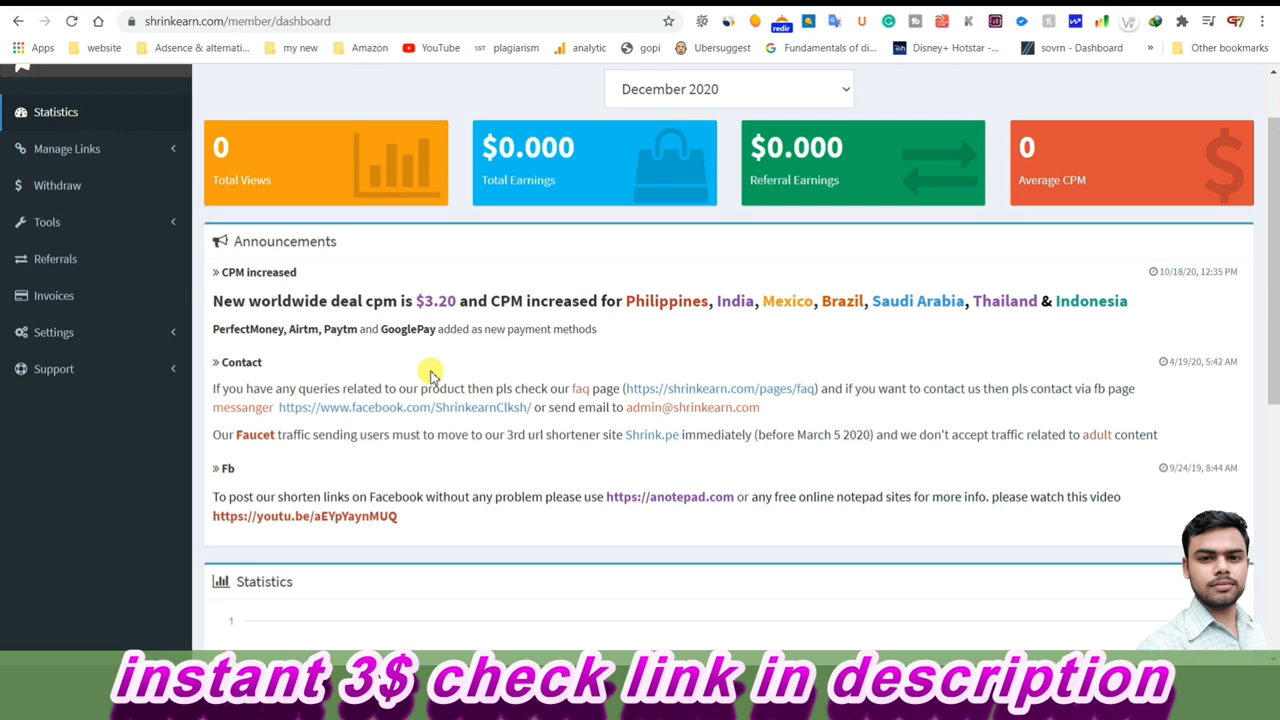 shrinkearn.com/member/dashboard
Apps website Adsence & alternati... my new Amazon YouTube SST plagiarism analytic gopi Ubersuggest Fundamentals of di... Disney+ Hotstar -... sovrn - Dashboard » Other bookmarks
redir
December 2020
Statistics
Manage Links
Withdraw
Tools
Referrals
Invoices
Settings
Support
0
Total Views
$0.000
Total Earnings
$0.000
Referral Earnings
0
Average CPM
Announcements
» CPM increased 10/18/20, 12:35 PM
New worldwide deal cpm is $3.20 and CPM increased for Philippines, India, Mexico, Brazil, Saudi Arabia, Thailand & Indonesia
PerfectMoney, Airtm, Paytm and GooglePay added as new payment methods
» Contact 4/19/20, 5:42 AM
If you have any queries related to our product then pls check our faq page (https://shrinkearn.com/pages/faq) and if you want to contact us then pls contact via fb page
messanger https://www.facebook.com/ShrinkearnClksh/ or send email to admin@shrinkearn.com
Our Faucet traffic sending users must to move to our 3rd url shortener site Shrink.pe immediately (before March 5 2020) and we don't accept traffic related to adult content
» Fb 9/24/19, 8:44 AM
To post our shorten links on Facebook without any problem please use https://anotepad.com or any free online notepad sites for more info. please watch this video
https://youtu.be/aEYpYaynMUQ
Statistics
1
instant 3$ check link in description